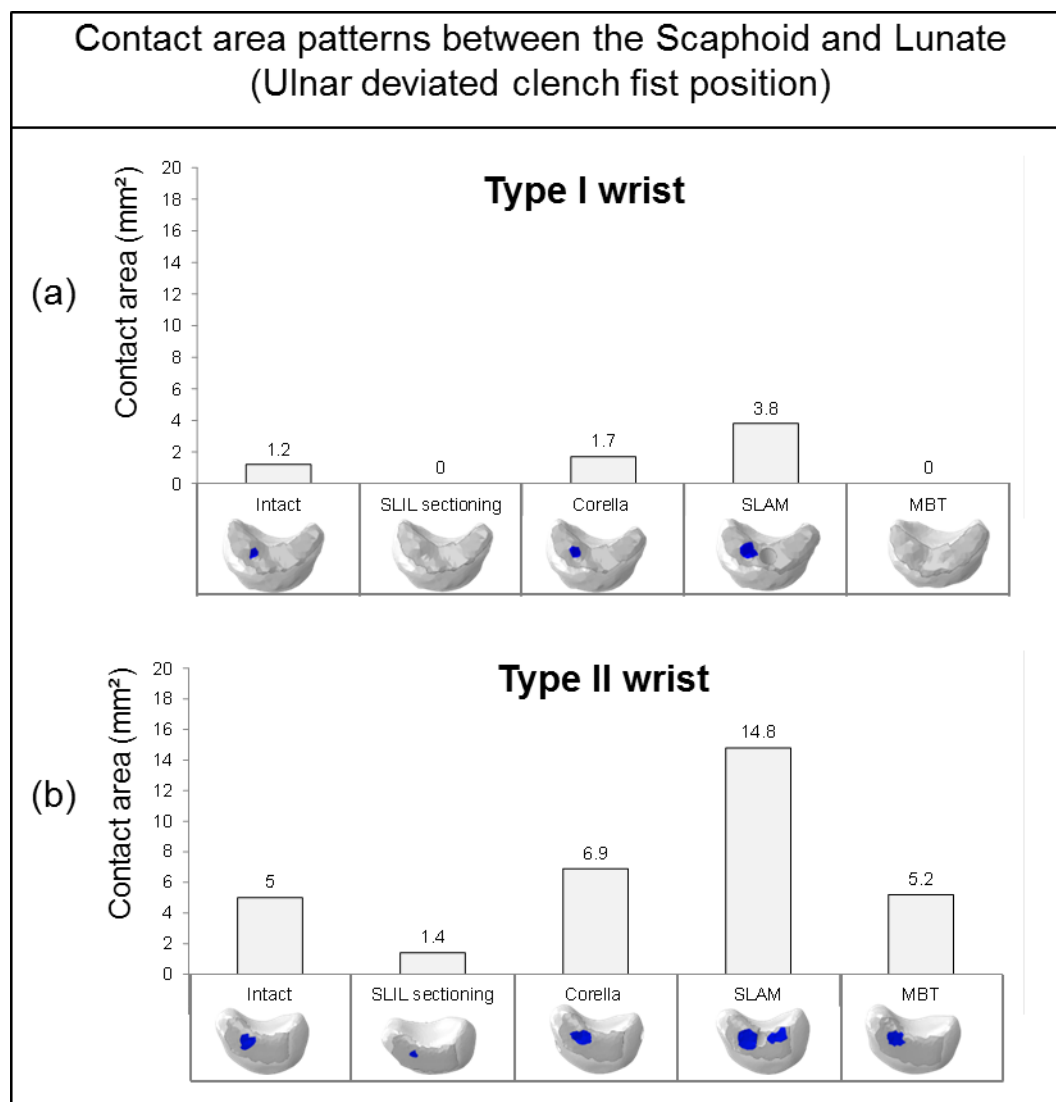 Contact area patterns between the Scaphoid and Lunate
(Ulnar deviated clench fist position)
(a)
Type I wrist
Contact area (mm²)
20
18
16
14
12
10
8
6
4
2
0
1.2
0
1.7
3.8
0
Intact
SLIL sectioning
Corella
SLAM
MBT
(b)
Type II wrist
Contact area (mm²)
20
18
16
14
12
10
8
6
4
2
0
5
1.4
6.9
14.8
5.2
Intact
SLIL sectioning
Corella
SLAM
MBT